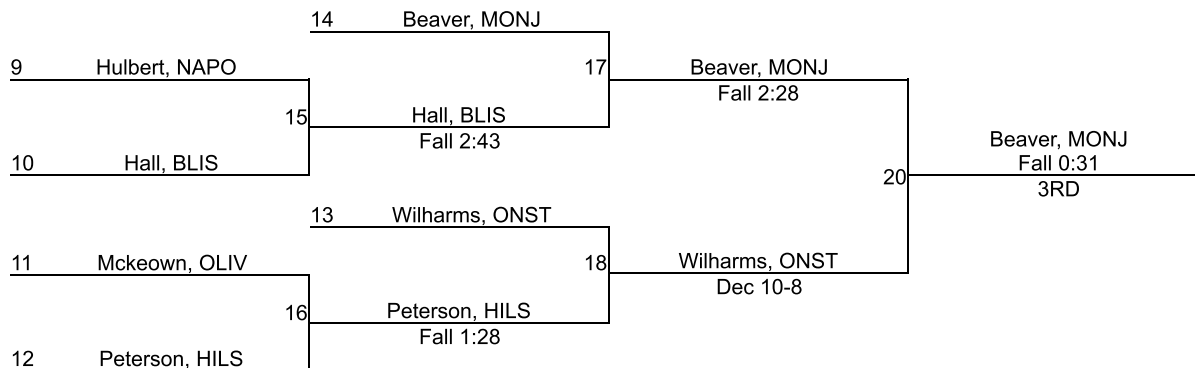 14 Beaver, MONJ
9 Hulbert, NAPO
17 Beaver, MONJ
Fall 2:28
15 Hall, BLIS
Fall 2:43
10 Hall, BLIS
Beaver, MONJ
Fall 0:31
20
3RD
13 Wilharms, ONST
11 Mckeown, OLIV
18 Wilharms, ONST
Dec 10-8
16 Peterson, HILS
Fall 1:28
12 Peterson, HILS